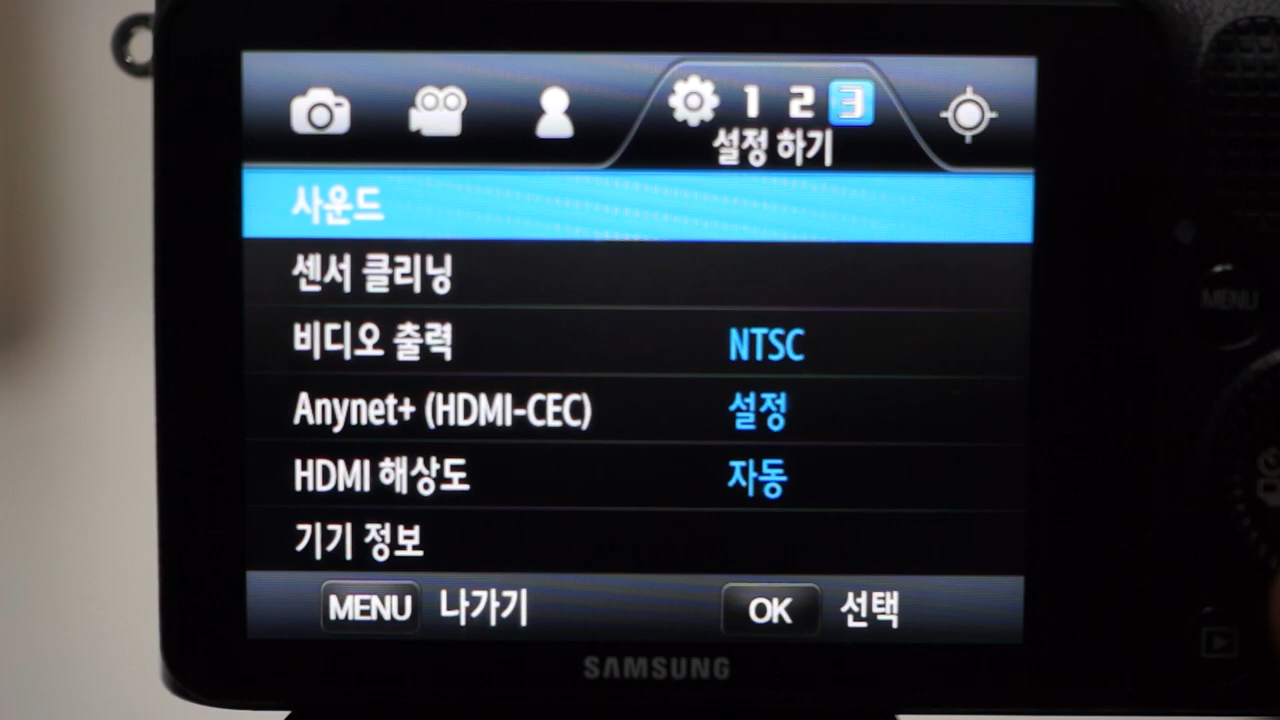 1 2 3
설정 하기
사운드
센서 클리닝
비디오 출력 NTSC
Anynet+ (HDMI-CEC) 설정
HDMI 해상도 자동
기기 정보
MENU 나가기 OK 선택
SAMSUNG
MENU